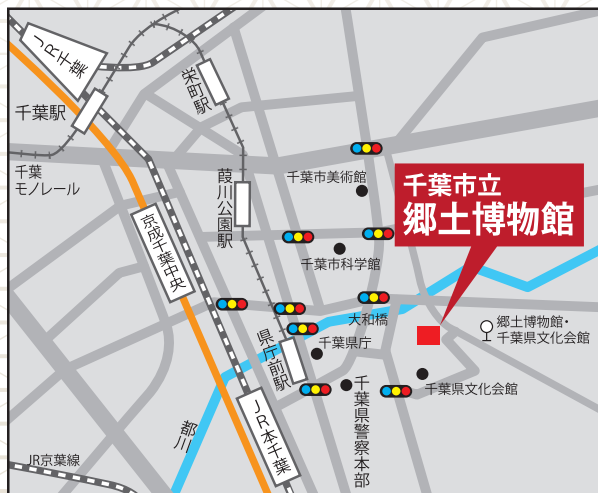 JR千葉
栄町駅
千葉駅
千葉
モノレール
葭川公園駅
千葉市美術館
千葉市立
郷土博物館
京成千葉中央
千葉市科学館
大和橋
郷土博物館・
千葉県文化会館
県庁前駅
千葉県庁
千葉県警察本部
千葉県文化会館
JR本千葉
都川
JR京葉線